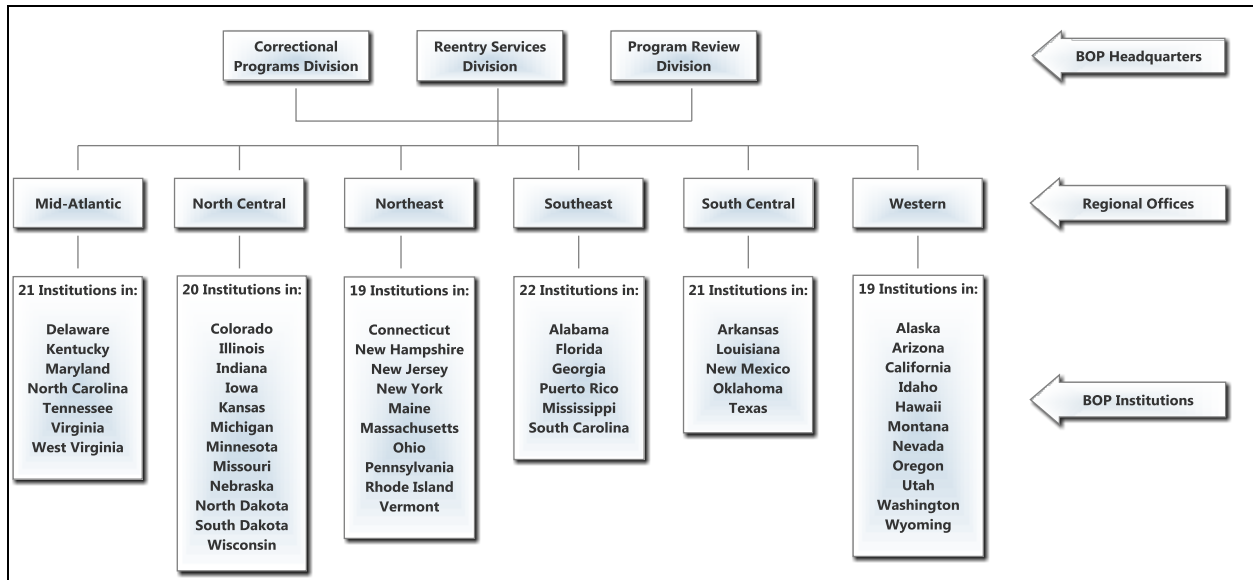 Correctional
Programs Division
Reentry Services
Division
Program Review
Division
BOP Headquarters
Mid-Atlantic
North Central
Northeast
Southeast
South Central
Western
Regional Offices
21 Institutions in:
Delaware
Kentucky
Maryland
North Carolina
Tennessee
Virginia
West Virginia
20 Institutions in:
Colorado
Illinois
Indiana
Iowa
Kansas
Michigan
Minnesota
Missouri
Nebraska
North Dakota
South Dakota
Wisconsin
19 Institutions in:
Connecticut
New Hampshire
New Jersey
New York
Maine
Massachusetts
Ohio
Pennsylvania
Rhode Island
Vermont
22 Institutions in:
Alabama
Florida
Georgia
Puerto Rico
Mississippi
South Carolina
21 Institutions in:
Arkansas
Louisiana
New Mexico
Oklahoma
Texas
19 Institutions in:
Alaska
Arizona
California
Idaho
Hawaii
Montana
Nevada
Oregon
Utah
Washington
Wyoming
BOP Institutions